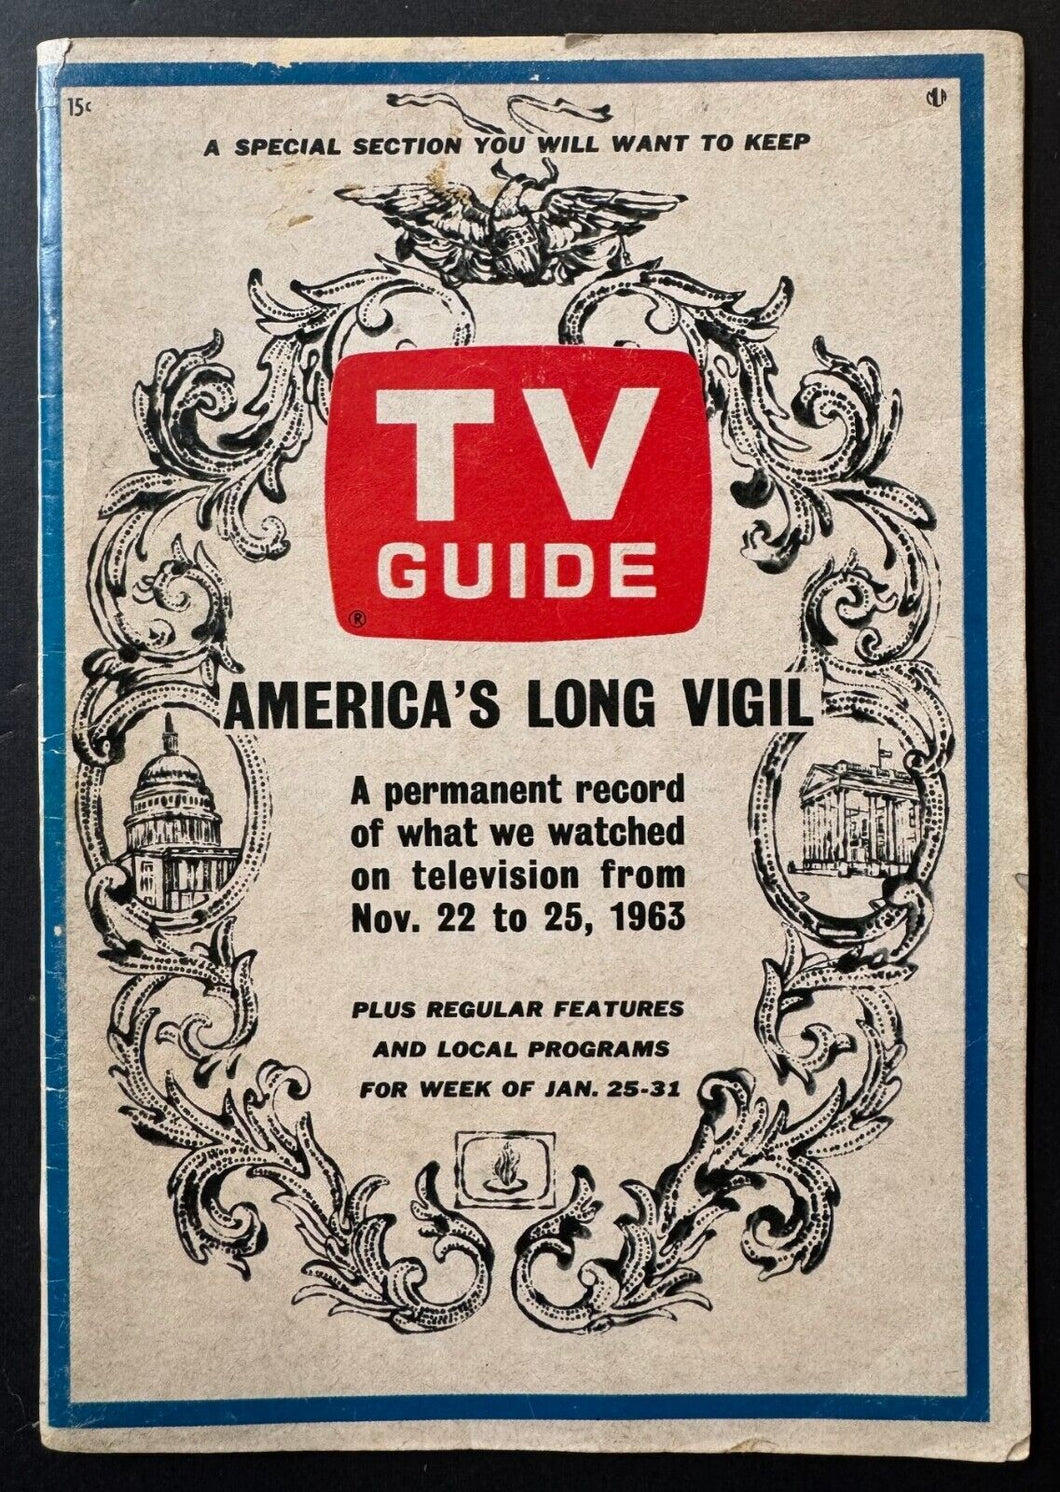 15¢
A SPECIAL SECTION YOU WILL WANT TO KEEP
TV
GUIDE
®
AMERICA'S LONG VIGIL
A permanent record
of what we watched
on television from
Nov. 22 to 25, 1963
PLUS REGULAR FEATURES
AND LOCAL PROGRAMS
FOR WEEK OF JAN. 25-31